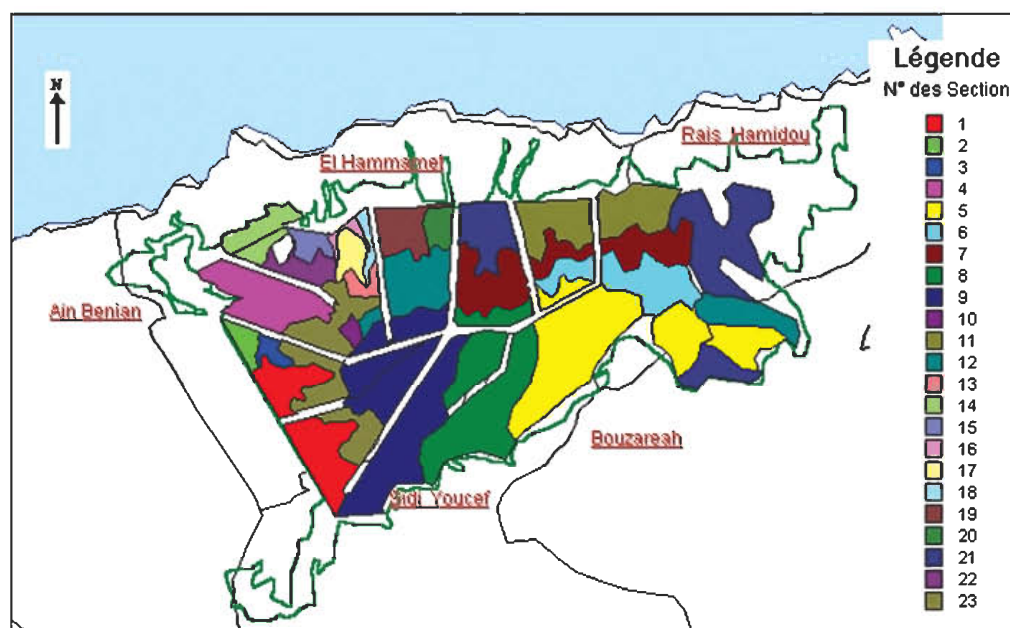 Légende
N° des Section
N
Rais Hamidou
El Hammamet
Ain Benian
Bouzareah
Sidi Youcef
1
2
3
4
5
6
7
8
9
10
11
12
13
14
15
16
17
18
19
20
21
22
23